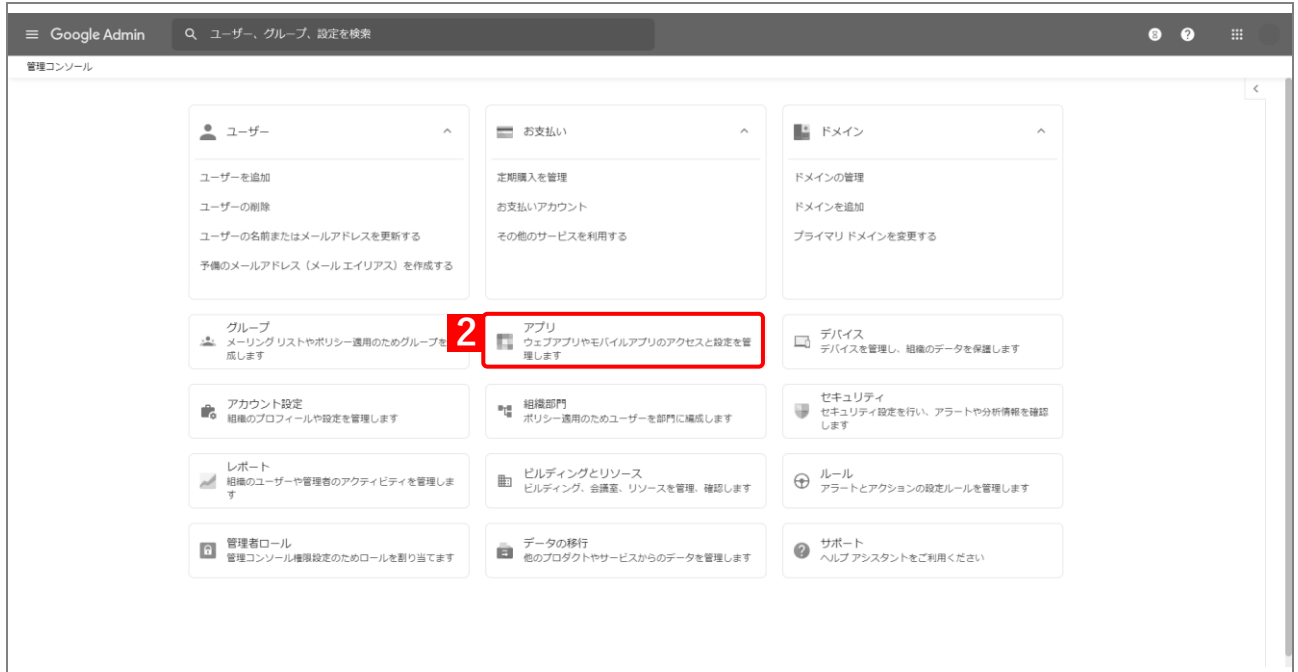 Google Admin
ユーザー、グループ、設定を検索
8
?
管理コンソール
ユーザー
ユーザーを追加
ユーザーの削除
ユーザーの名前またはメールアドレスを更新する
予備のメールアドレス（メール エイリアス）を作成する
お支払い
定期購入を管理
お支払いアカウント
その他のサービスを利用する
ドメイン
ドメインの管理
ドメインを追加
プライマリ ドメインを変更する
グループ
メーリング リストやポリシー適用のためグループを
成します
2
アプリ
ウェブアプリやモバイルアプリのアクセスと設定を管
理します
デバイス
デバイスを管理し、組織のデータを保護します
アカウント設定
組織のプロフィールや設定を管理します
組織部門
ポリシー適用のためユーザーを部門に編成します
セキュリティ
セキュリティ設定を行い、アラートや分析情報を確認
します
レポート
組織のユーザーや管理者のアクティビティを管理しま
す
ビルディングとリソース
ビルディング、会議室、リソースを管理、確認します
ルール
アラートとアクションの設定ルールを管理します
管理者ロール
管理コンソール権限設定のためロールを割り当てます
データの移行
他のプロダクトやサービスからのデータを管理します
サポート
ヘルプ アシスタントをご利用ください